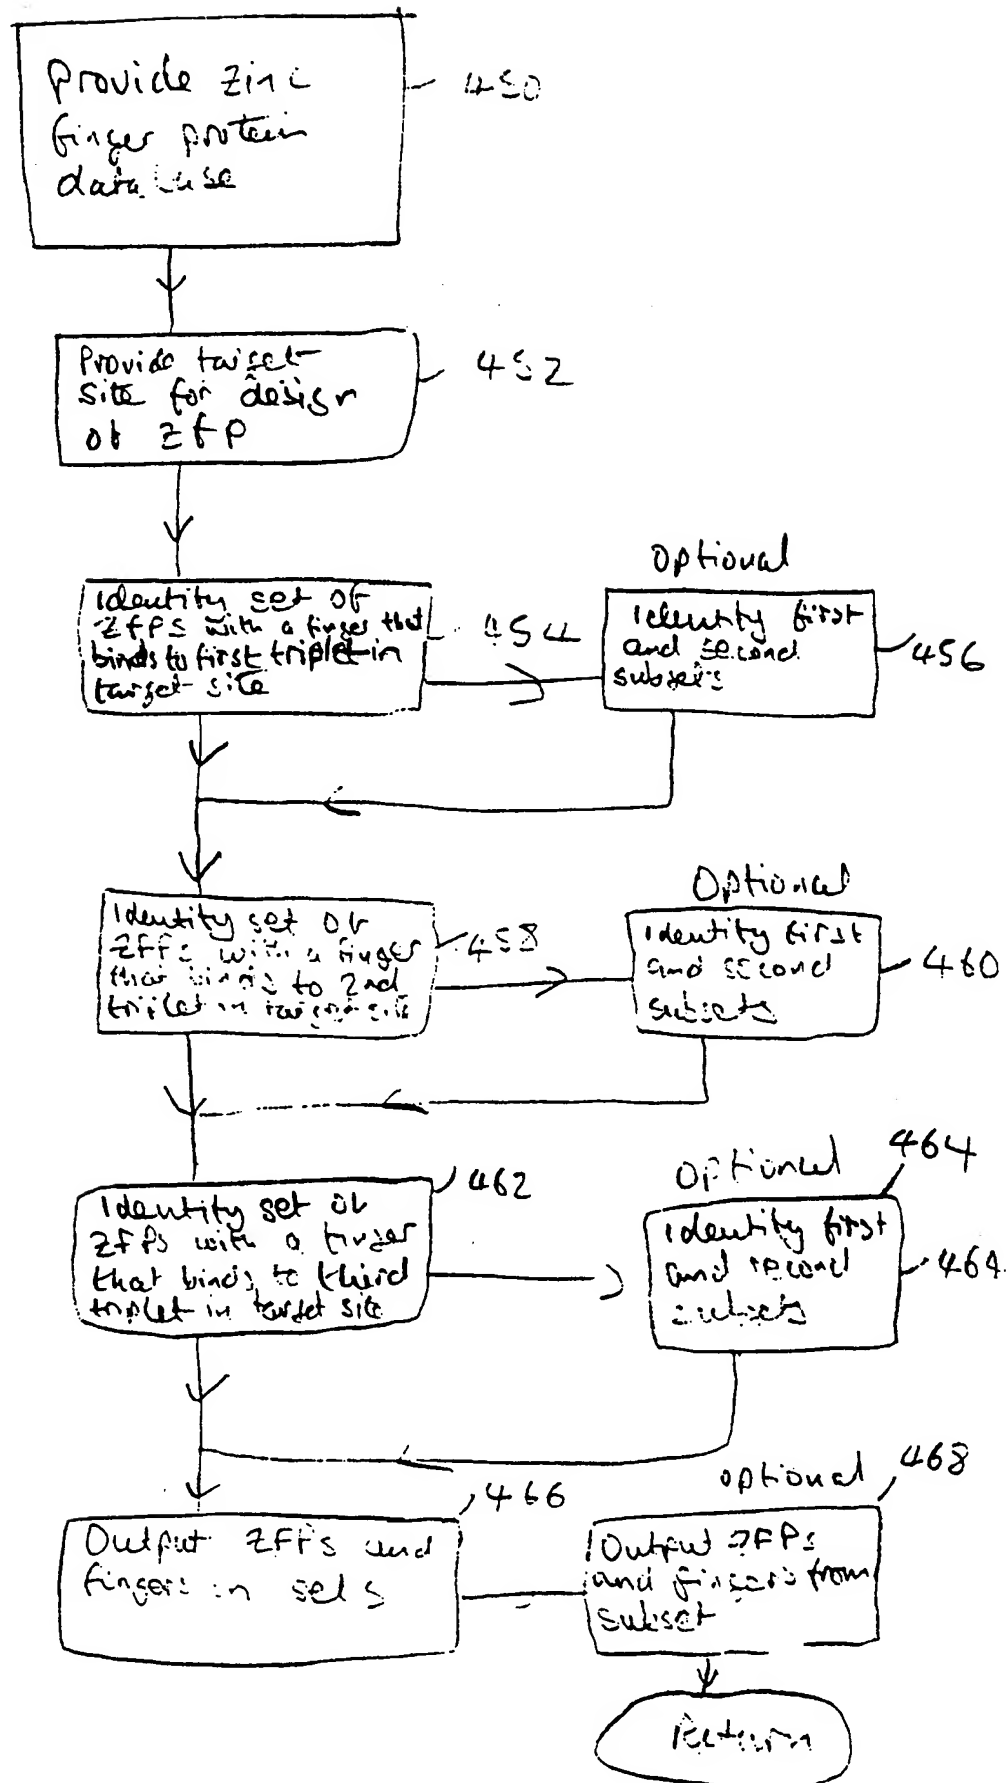 Provide zinc
finger protein
database
450
Provide target
site for design
of ZFP
452
Identify set of
ZFPs with a finger that
binds to first triplet in
target site
454
Optional
Identify first
and second
subsets
456
Identify set of
ZFPs with a finger
that binds to 2nd
triplet in target site
458
Optional
Identify first
and second
subsets
460
Identify set of
ZFPs with a finger
that binds to third
triplet in target site
462
Optional
464
Identify first
and second
subsets
464
Output ZFPs and
fingers in sets
466
optional
468
Output ZFPs
and fingers from
subset
Return